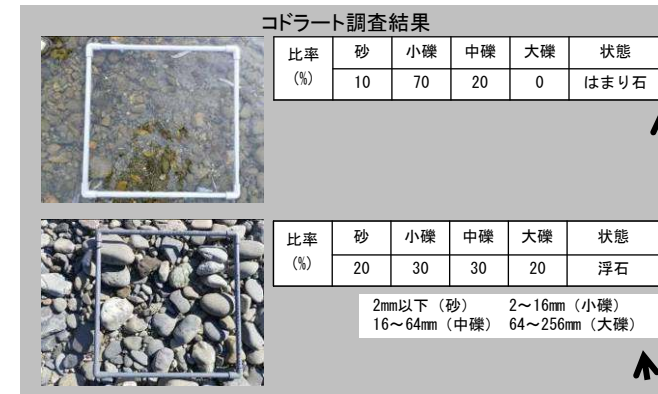 コドラート調査結果
比率 砂 小礫 中礫 大礫 状態
(%) 10 70 20 0 はまり石
比率 砂 小礫 中礫 大礫 状態
(%) 20 30 30 20 浮石
2mm以下（砂） 2～16㎜（小礫）
16～64㎜（中礫） 64～256㎜（大礫）